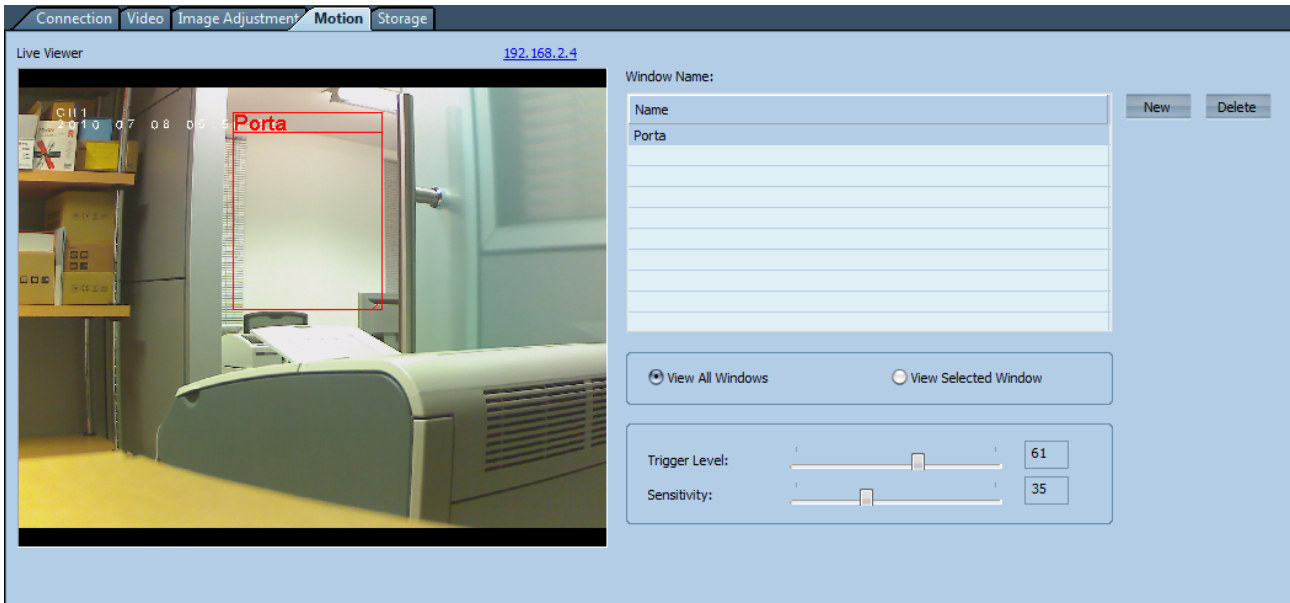 Connection Video Image Adjustment Motion Storage
Live Viewer 192.168.2.4
CH1
2010 07 08 05:5
Porta
Window Name:
Name
Porta
New Delete
View All Windows View Selected Window
Trigger Level: 61
Sensitivity: 35